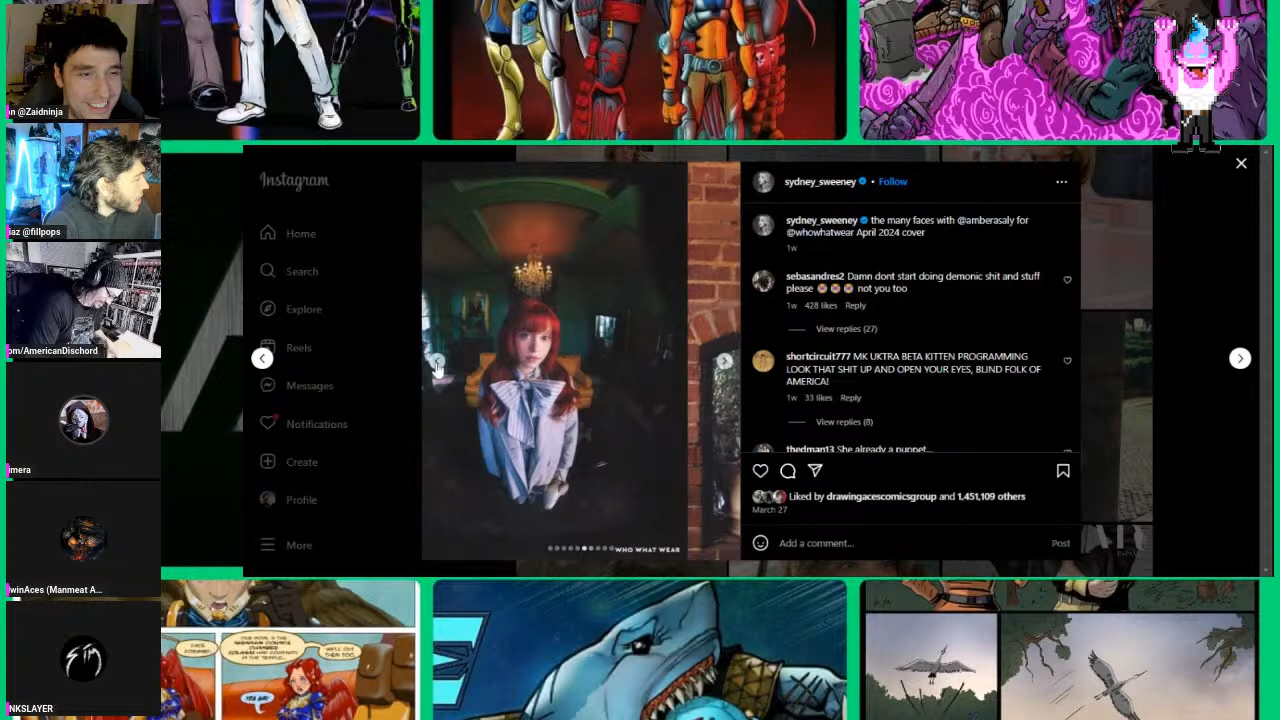 n @Zaidninja
iaz @fillpops
om/AmericanDischord
imera
winAces (Manmeat A...
NKSLAYER
Instagram
Home
Search
Explore
Reels
Messages
Notifications
Create
Profile
More
WHO WHAT WEAR
sydney_sweeney • Follow
sydney_sweeney the many faces with @amberasaly for
@whowhatwear April 2024 cover
1w
sebasandres2 Damn dont start doing demonic shit and stuff
please not you too
1w 428 likes Reply
View replies (27)
shortcircuit777 MK UKTRA BETA KITTEN PROGRAMMING
LOOK THAT SHIT UP AND OPEN YOUR EYES, BLIND FOLK OF
AMERICA!
1w 33 likes Reply
View replies (8)
thedman13 She already a puppet...
Liked by drawingacescomicsgroup and 1,451,109 others
March 27
Add a comment...
Post
YES SIR!